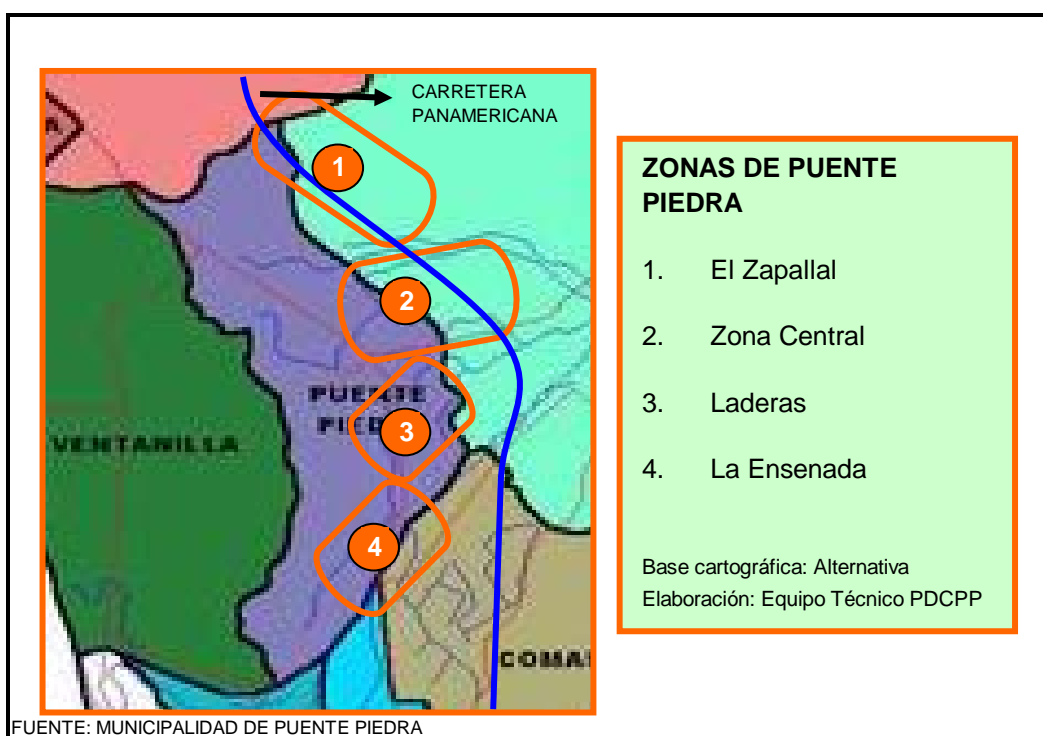 CARRETERA
PANAMERICANA
1
2
PUENTE
3
VENTANILLA
4
ZONAS DE PUENTE
PIEDRA
1. El Zapallal
2. Zona Central
3. Laderas
4. La Ensenada
Base cartográfica: Alternativa
Elaboración: Equipo Técnico PDCPP
COMA
FUENTE: MUNICIPALIDAD DE PUENTE PIEDRA